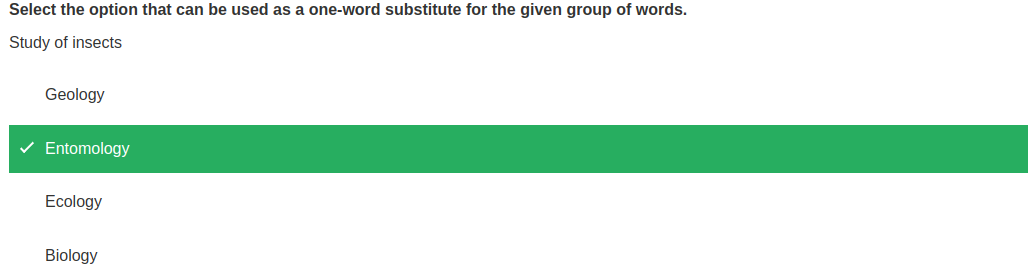 Select the option that can be used as a one-word substitute for the given group of words.
Study of insects
Geology
Entomology
Ecology
Biology